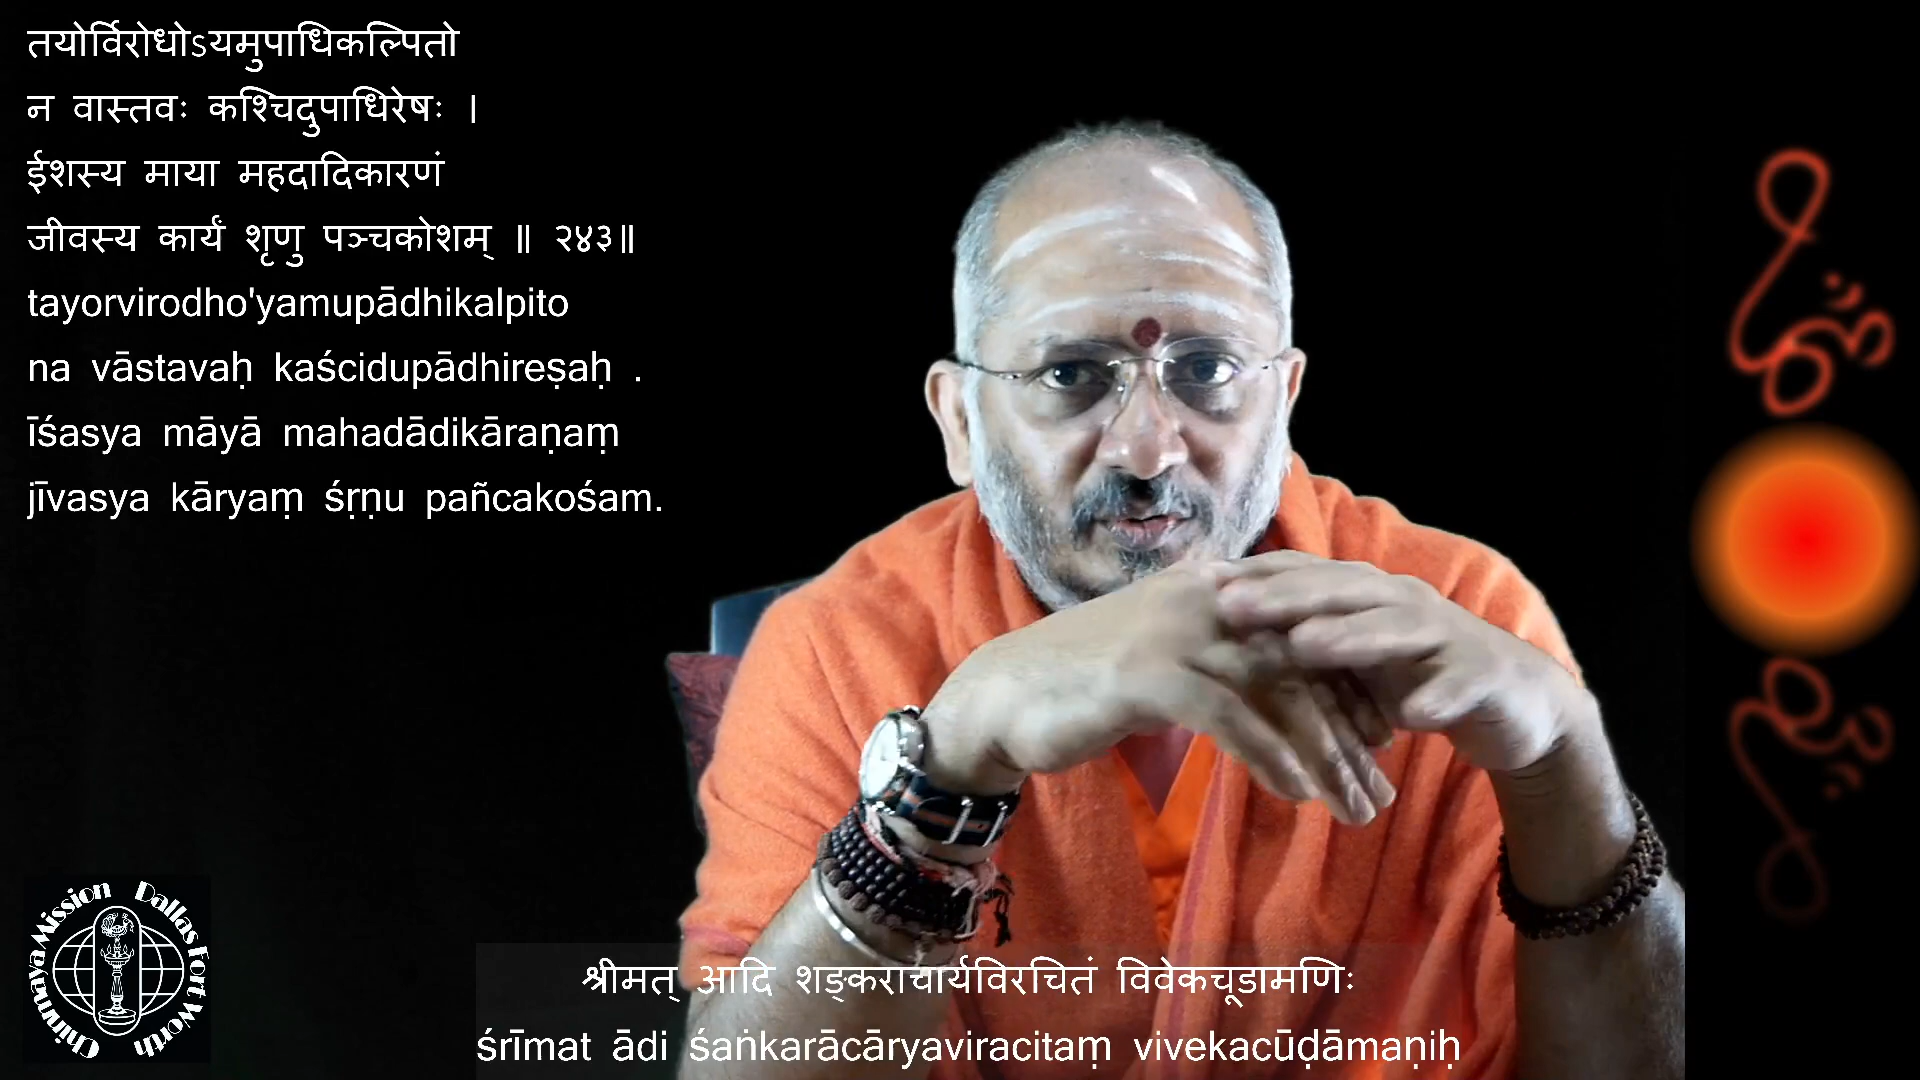 तयोर्विरोधोऽयमुपाधिकल्पितो
न वास्तवः कश्चिदुपाधिरेषः ।
ईशस्य माया महदादिकारणं
जीवस्य कार्यं शृणु पञ्चकोशम् ॥ २४३॥
tayorvirodho'yamupādhikalpito
na vāstavaḥ kaścidupādhireṣaḥ .
īśasya māyā mahadādikāraṇaṃ
jīvasya kāryaṃ śṛṇu pañcakośam.
Chinmaya Mission Dallas Fort Worth
श्रीमत् आदि शङ्कराचार्यविरचितं विवेकचूडामणिः
śrīmat ādi śaṅkarācāryaviracitaṃ vivekacūḍāmaṇiḥ